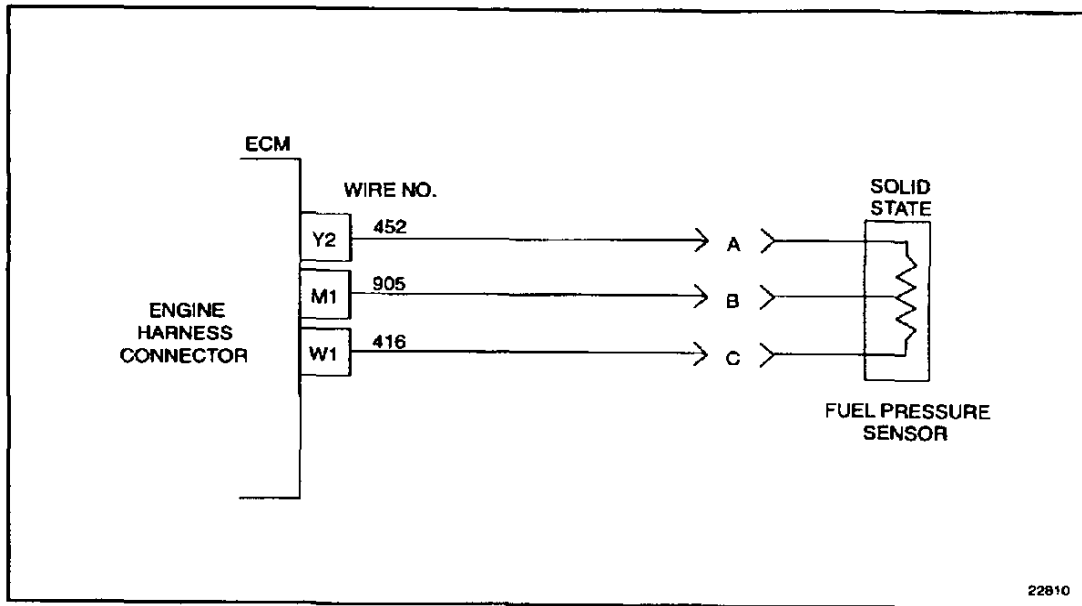 ECM
WIRE NO.
SOLID
STATE
Y2
452
A
M1
905
B
ENGINE
HARNESS
CONNECTOR
W1
416
C
FUEL PRESSURE
SENSOR
22810